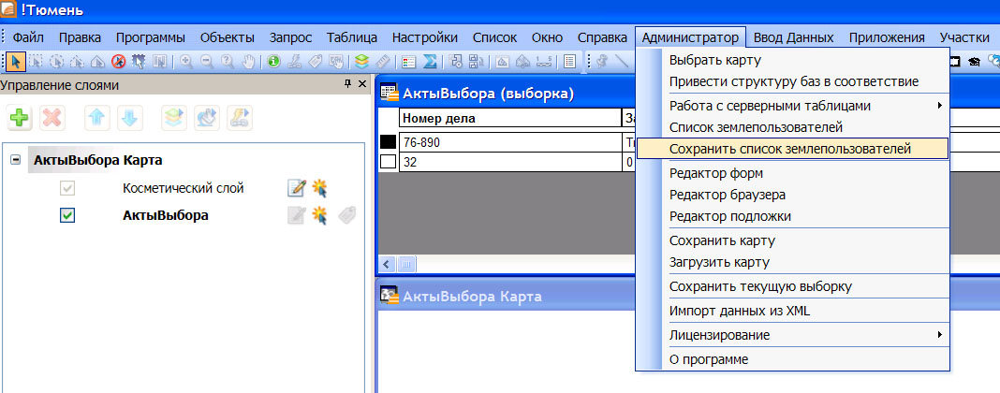 !Тюмень
Файл Правка Программы Объекты Запрос Таблица Настройки Список Окно Справка Администратор Ввод Данных Приложения Участки
Управление слоями
АктыВыбора Карта
Косметический слой
АктыВыбора
АктыВыбора (выборка)
Номер дела За
76-890
32 0
АктыВыбора Карта
Выбрать карту
Привести структуру баз в соответствие
Работа с серверными таблицами
Список землепользователей
Сохранить список землепользователей
Редактор форм
Редактор браузера
Редактор подложки
Сохранить карту
Загрузить карту
Сохранить текущую выборку
Импорт данных из XML
Лицензирование
О программе